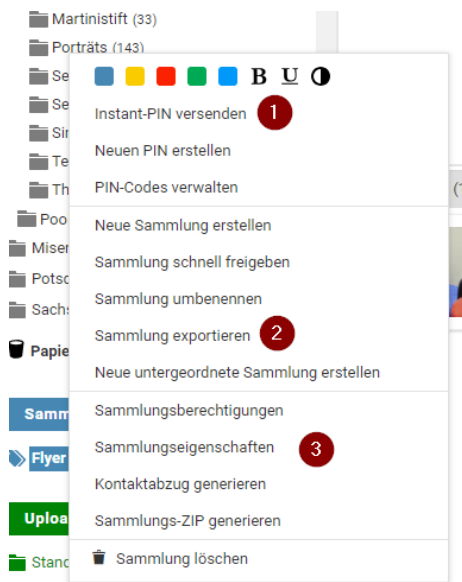 Martinistift (33)
Porträts (143)
B U
Instant-PIN versenden 1
Neuen PIN erstellen
PIN-Codes verwalten
Neue Sammlung erstellen
Sammlung schnell freigeben
Sammlung umbenennen
Sammlung exportieren 2
Neue untergeordnete Sammlung erstellen
Sammlungsberechtigungen
Flyer
Sammlungseigenschaften 3
Kontaktabzug generieren
Sammlungs-ZIP generieren
Sammlung löschen